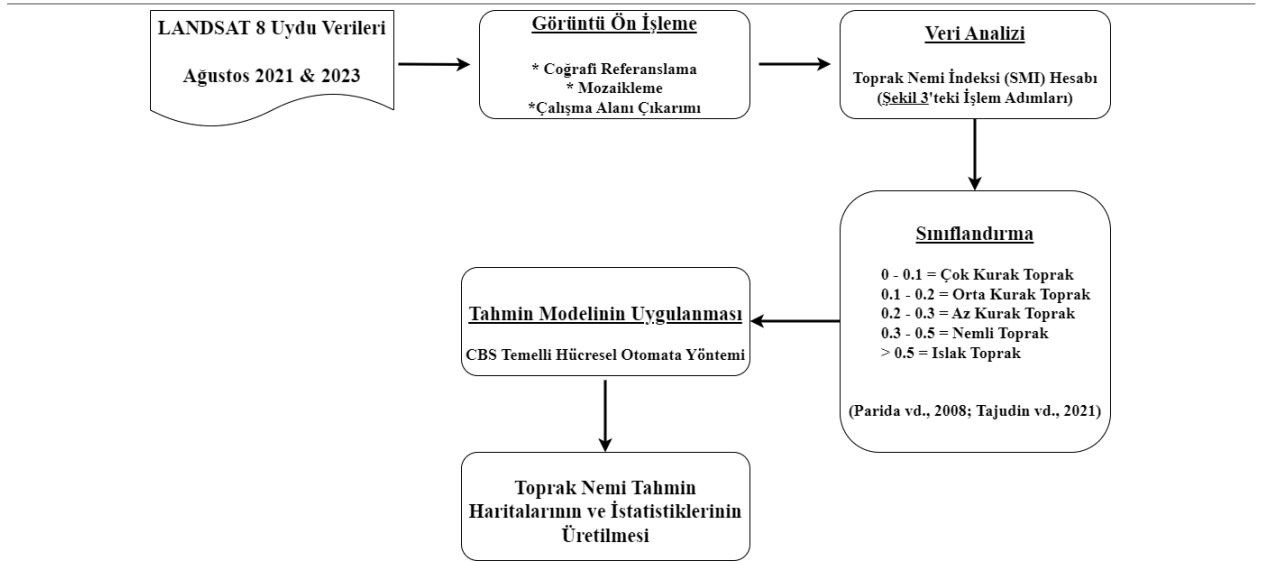 LANDSAT 8 Uydu Verileri
Ağustos 2021 & 2023
Görüntü Ön İşleme
* Coğrafi Referanslama
* Mozaikleme
*Çalışma Alanı Çıkarımı
Veri Analizi
Toprak Nemi İndeksi (SMI) Hesabı
(Şekil 3'teki İşlem Adımları)
Sınıflandırma
0 - 0.1 = Çok Kurak Toprak
0.1 - 0.2 = Orta Kurak Toprak
0.2 - 0.3 = Az Kurak Toprak
0.3 - 0.5 = Nemli Toprak
> 0.5 = Islak Toprak
(Parida vd., 2008; Tajudin vd., 2021)
Tahmin Modelinin Uygulanması
CBS Temelli Hücresel Otomata Yöntemi
Toprak Nemi Tahmin
Haritalarının ve İstatistiklerinin
Üretilmesi